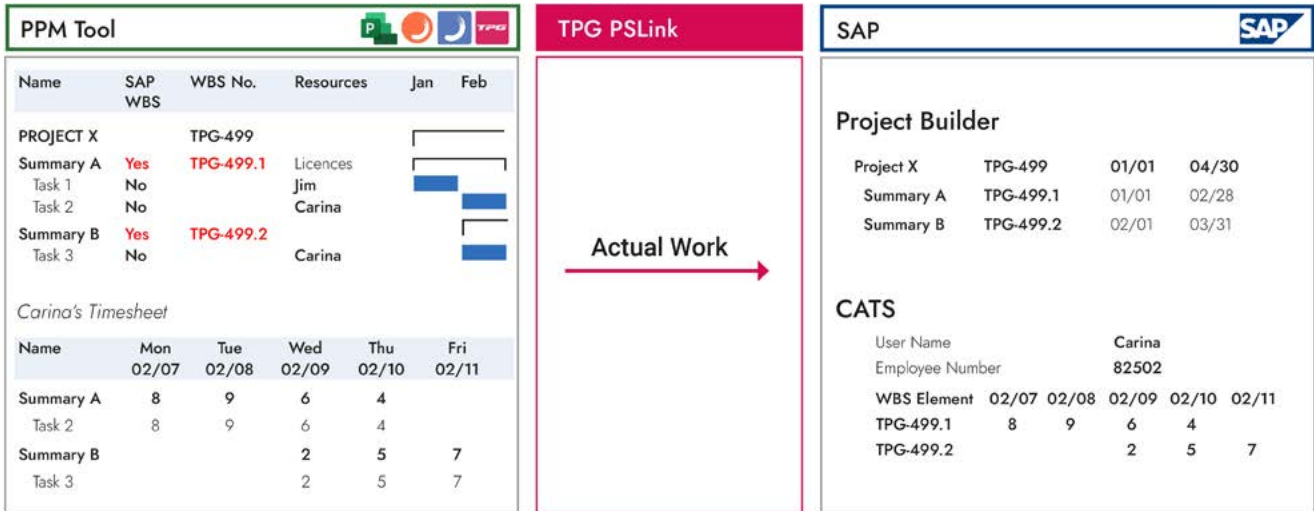 PPM Tool
P
TPG
Name SAP WBS WBS No. Resources Jan Feb
PROJECT X TPG-499
Summary A Yes TPG-499.1 Licences
Task 1 No Jim
Task 2 No Carina
Summary B Yes TPG-499.2
Task 3 No Carina
Carina's Timesheet
Name Mon 02/07 Tue 02/08 Wed 02/09 Thu 02/10 Fri 02/11
Summary A 8 9 6 4
Task 2 8 9 6 4
Summary B 2 5 7
Task 3 2 5 7
TPG PSLink
Actual Work
SAP
SAP
Project Builder
Project X TPG-499 01/01 04/30
Summary A TPG-499.1 01/01 02/28
Summary B TPG-499.2 02/01 03/31
CATS
User Name Carina
Employee Number 82502
WBS Element 02/07 02/08 02/09 02/10 02/11
TPG-499.1 8 9 6 4
TPG-499.2 2 5 7